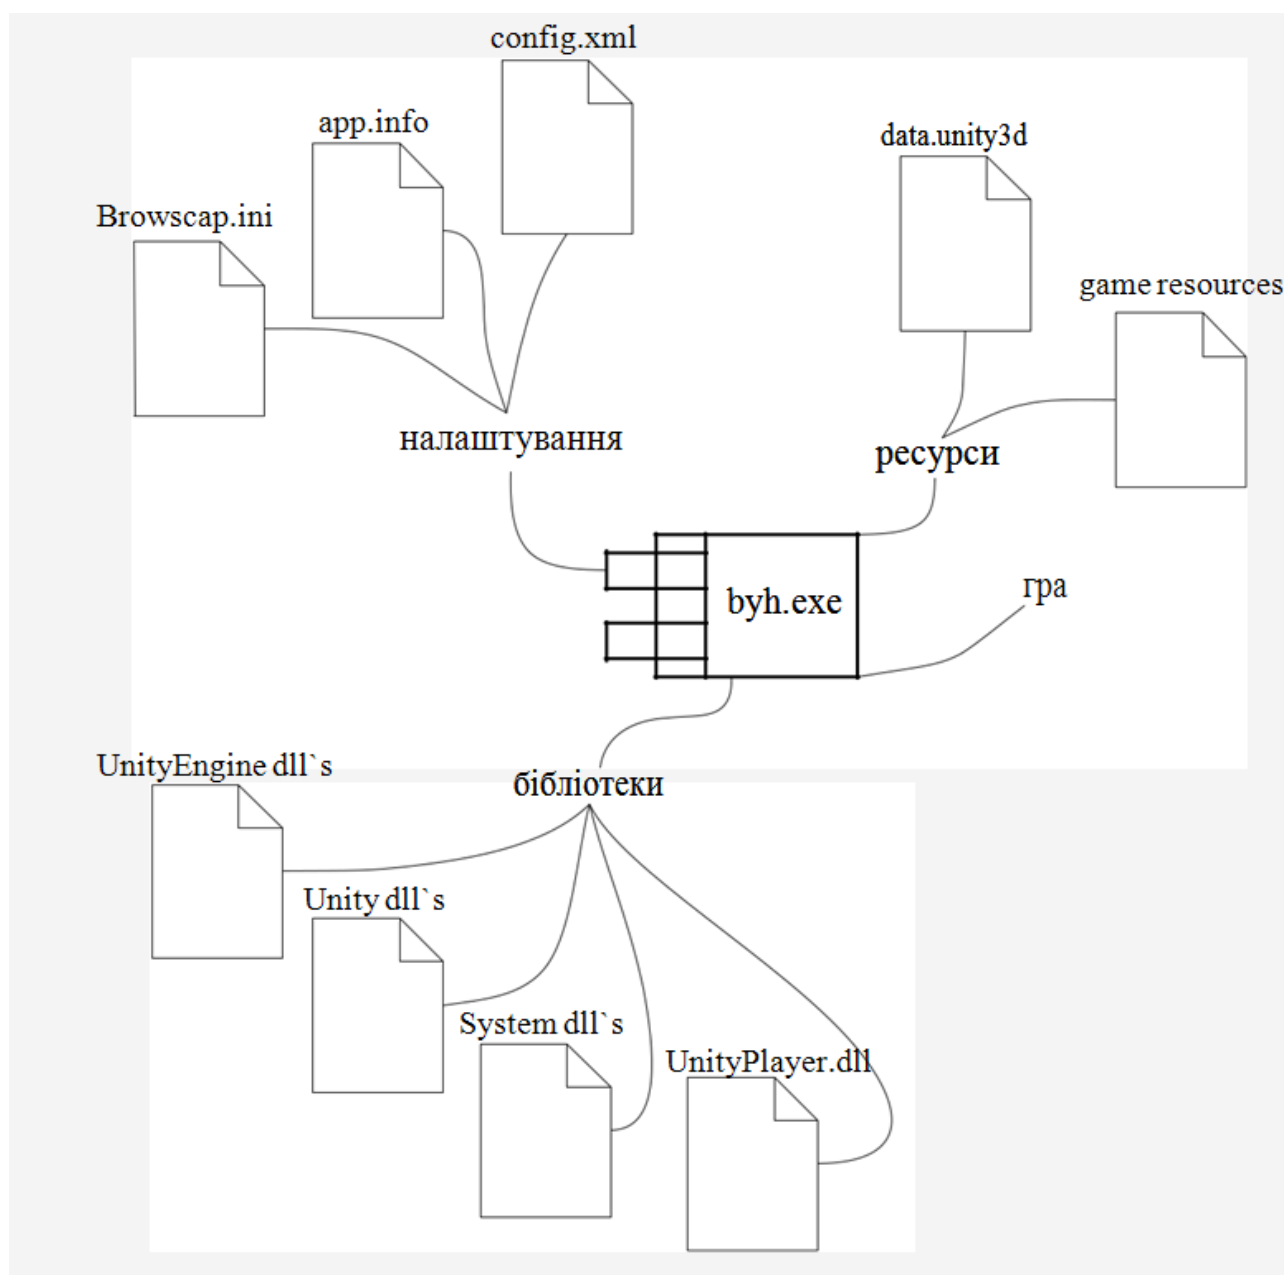 config.xml
app.info
data.unity3d
Browscap.ini
game resources
налаштування
ресурси
byh.exe
гра
UnityEngine dll`s
бібліотеки
Unity dll`s
System dll`s
UnityPlayer.dll